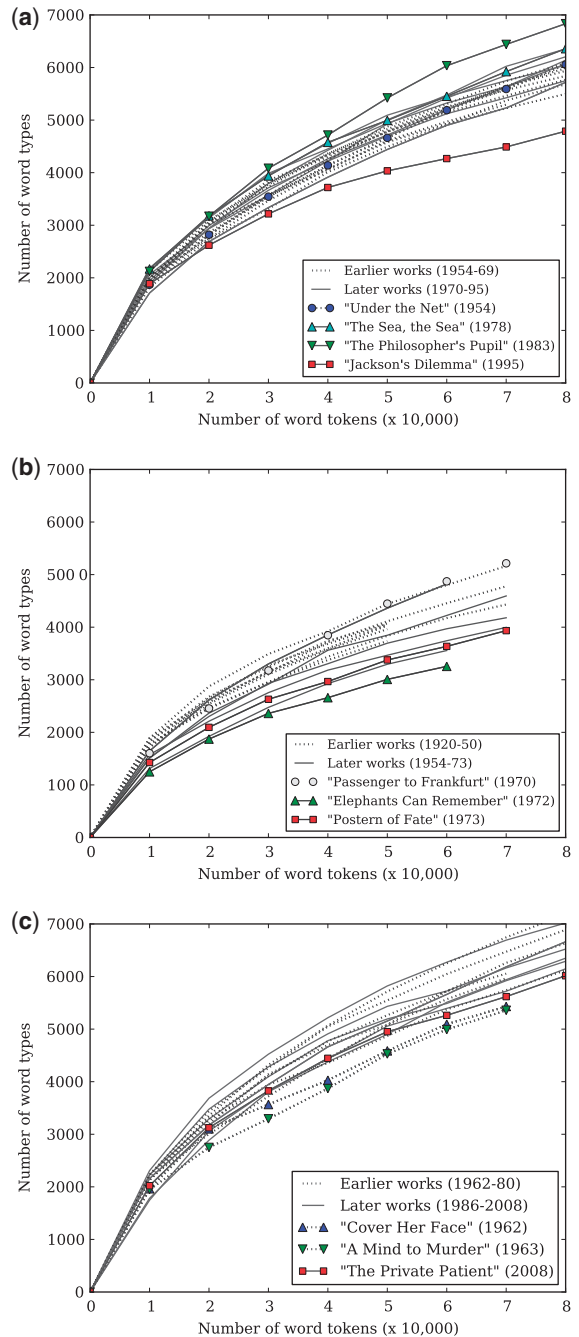 (a)
7000
6000
5000
4000
3000
2000
1000
0
Number of word types
Earlier works (1954-69)
Later works (1970-95)
"Under the Net" (1954)
"The Sea, the Sea" (1978)
"The Philosopher's Pupil" (1983)
"Jackson's Dilemma" (1995)
0 1 2 3 4 5 6 7 8
Number of word tokens (x 10,000)
(b)
7000
6000
500 0
4000
3000
2000
100 0
0
Number of word types
Earlier works (1920-50)
Later works (1954-73)
"Passenger to Frankfurt" (1970)
"Elephants Can Remember" (1972)
"Postern of Fate" (1973)
0 1 2 3 4 5 6 7 8
Number of word tokens (x 10,000)
(c)
7000
6000
5000
4000
3000
2000
1000
0
Number of word types
Earlier works (1962-80)
Later works (1986-2008)
"Cover Her Face" (1962)
"A Mind to Murder" (1963)
"The Private Patient" (2008)
0 1 2 3 4 5 6 7 8
Number of word tokens (x 10,000)